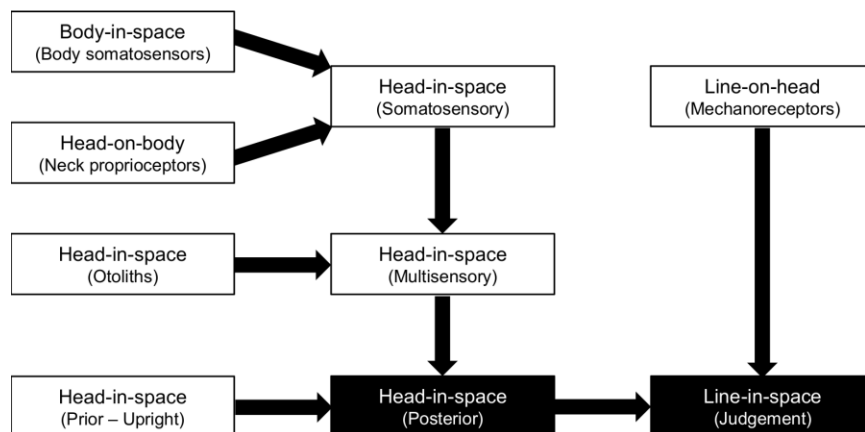 Body-in-space
(Body somatosensors)
Head-in-space
(Somatosensory)
Line-on-head
(Mechanoreceptors)
Head-on-body
(Neck proprioceptors)
Head-in-space
(Otoliths)
Head-in-space
(Multisensory)
Head-in-space
(Prior – Upright)
Head-in-space
(Posterior)
Line-in-space
(Judgement)